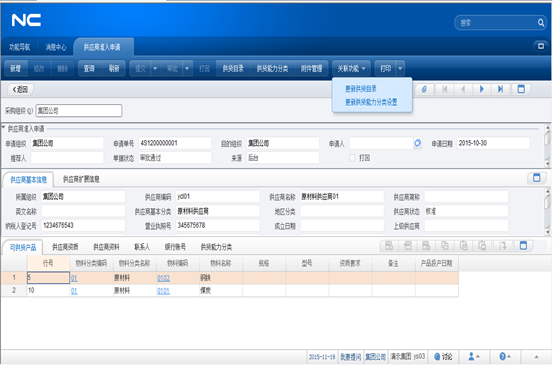 NC
搜索
功能导航 消息中心 供应商准入申请
新增 修改 删除 查询 刷新 提交 审批 打回 供货目录 供货能力分类 附件管理 关联功能 打印
更新供货目录
更新供货能力分类设置
返回
采购组织 集团公司
供应商准入申请
申请组织 集团公司 申请单号 4S1200000001 目的组织 集团公司 申请人 申请日期 2015-10-30
推荐人 单据状态 审批通过 来源 后台 打回
供应商基本信息 供应商扩展信息
所属组织 集团公司 供应商编码 ycl01 供应商名称 原材料供应商01 供应商简称
英文名称 供应商基本分类 原材料供应商 地区分类 供应商状态 核准
纳税人登记号 1234676543 营业执照号 345675678 成立日期 上级供应商
可供货产品 供应商资质 供应商资料 联系人 银行账号 供货能力分类
行号 物料分类编码 物料分类名称 物料编码 物料名称 规格 型号 资质要求 备注 产品投产日期
1 5 01 原材料 0102 钢铁
2 10 01 原材料 0101 煤炭
2015-11-19 我要提问 集团公司 演示集团 ys03 讨论